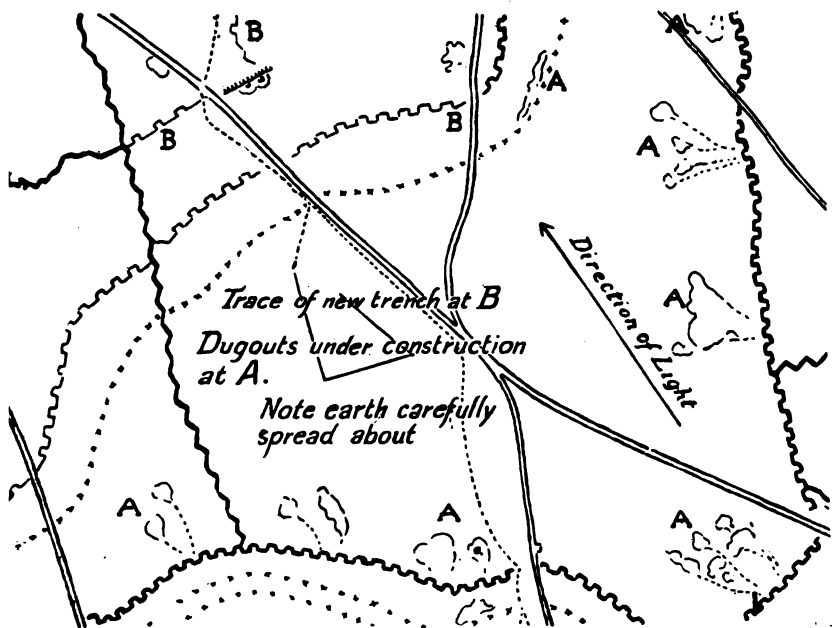 B
A
A
B
B
A
Direction of Light
A
Trace of new trench at B
Dugouts under construction
at A.
Note earth carefully
spread about
A
A
A